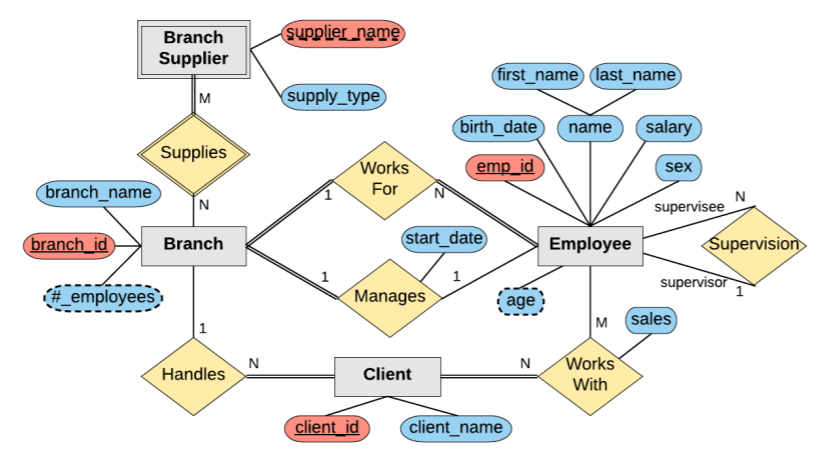 Branch
Supplier
supplier_name
supply_type
M
Supplies
N
first_name
last_name
birth_date
name
salary
emp_id
sex
Works
For
1
N
branch_name
branch_id
#_employees
Branch
start_date
1
Manages
1
Employee
age
supervisee
N
Supervision
supervisor
1
1
Handles
N
Client
N
M
sales
Works
With
client_id
client_name